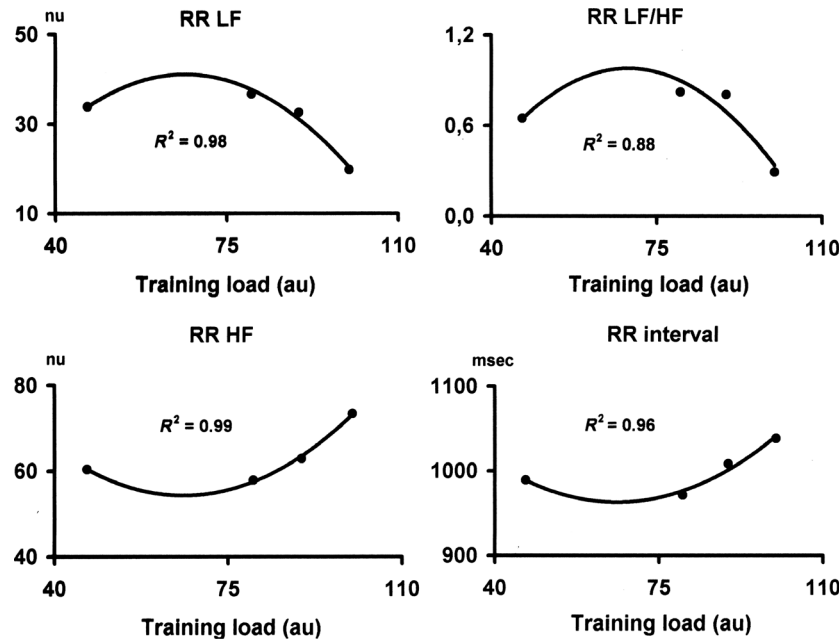 RR LF
nu
50
30
10
R² = 0.98
40
75
110
Training load (au)
RR LF/HF
1,2
0,6
0,0
R² = 0.88
40
75
110
Training load (au)
RR HF
nu
80
60
40
R² = 0.99
40
75
110
Training load (au)
RR interval
msec
1100
1000
900
R² = 0.96
40
75
110
Training load (au)